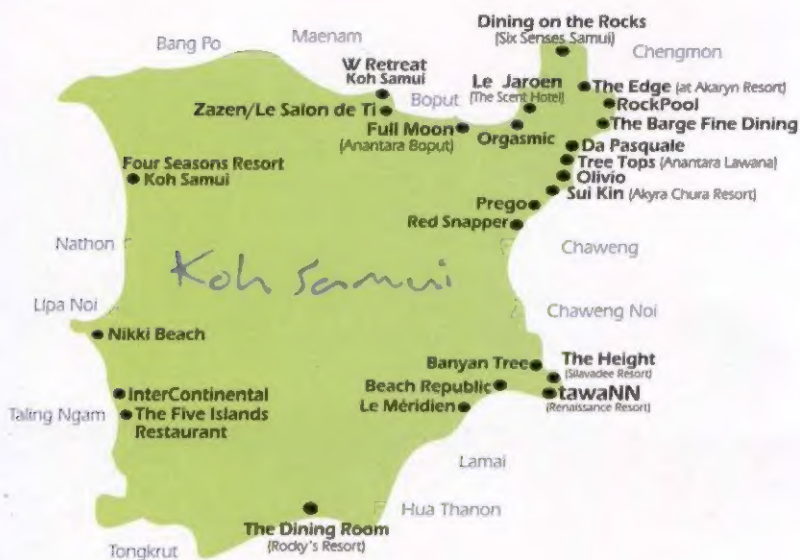 Dining on the Rocks
(Six Senses Samui)
Bang Po
Maenam
Chengmon
W Retreat
Koh Samui
Le Jaroen
(The Scent Hotel)
The Edge (at Akaryn Resort)
Boput
RockPool
Zazen/Le Salon de Ti
The Barge Fine Dining
Full Moon
(Anantara Boput)
Orgasmic
Da Pasquale
Tree Tops (Anantara Lawana)
Four Seasons Resort
Koh Samui
Olivio
Sui Kin (Akyra Chura Resort)
Prego
Red Snapper
Nathon
Chaweng
Koh Samui
Lipa Noi
Chaweng Noi
Nikki Beach
Banyan Tree
The Height
(Silavadee Resort)
Beach Republic
InterContinental
tawaNN
(Renaissance Resort)
Le Méridien
Taling Ngam
The Five Islands
Restaurant
Lamai
Hua Thanon
The Dining Room
(Rocky's Resort)
Tongkrut